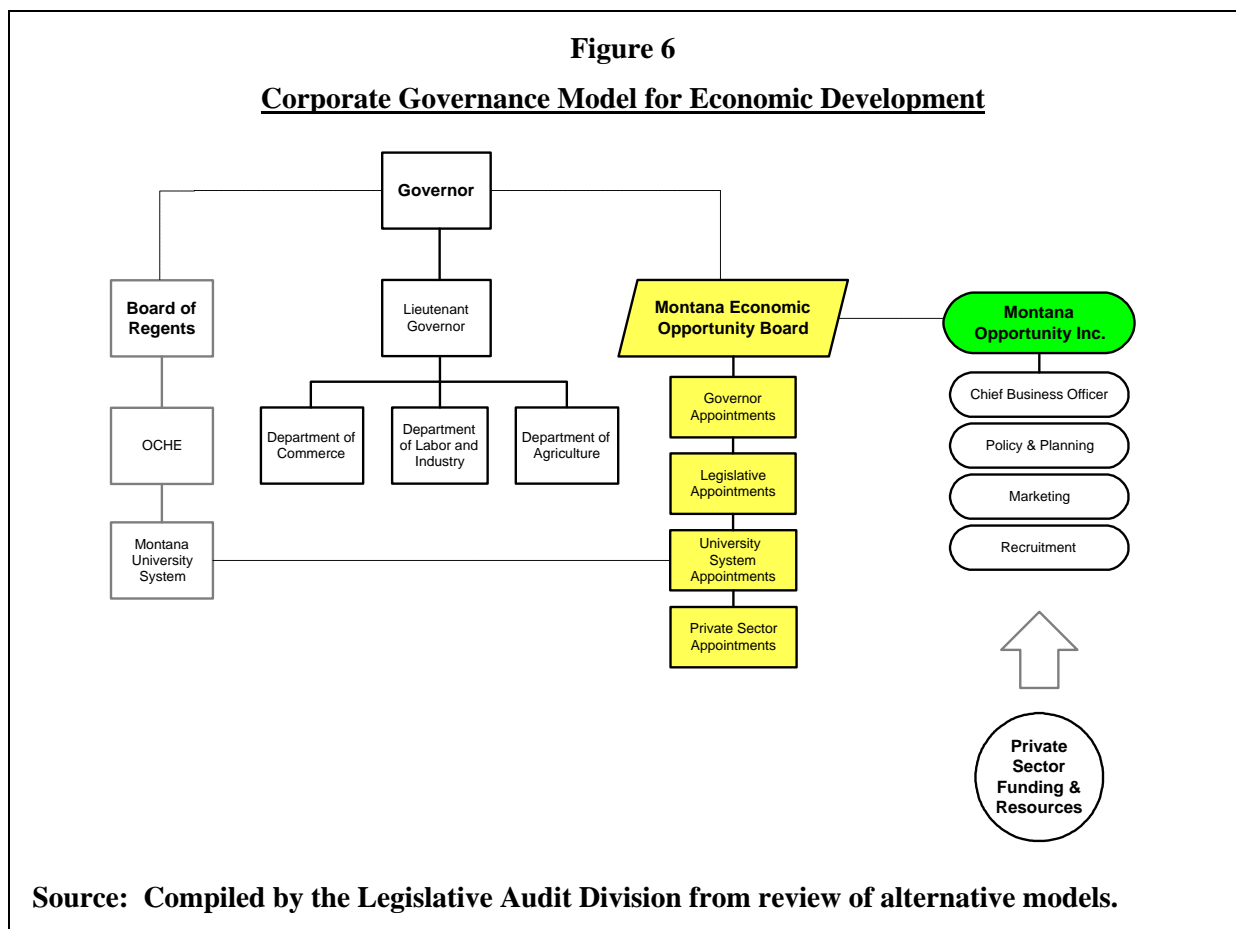 Figure 6
Corporate Governance Model for Economic Development
Governor
Board of
Regents
Lieutenant
Governor
Montana Economic
Opportunity Board
Montana
Opportunity Inc.
OCHE
Department of
Commerce
Department
of Labor and
Industry
Department of
Agriculture
Governor
Appointments
Chief Business Officer
Policy & Planning
Legislative
Appointments
Marketing
Montana
University
System
University
System
Appointments
Recruitment
Private Sector
Appointments
Private
Sector
Funding &
Resources
Source: Compiled by the Legislative Audit Division from review of alternative models.